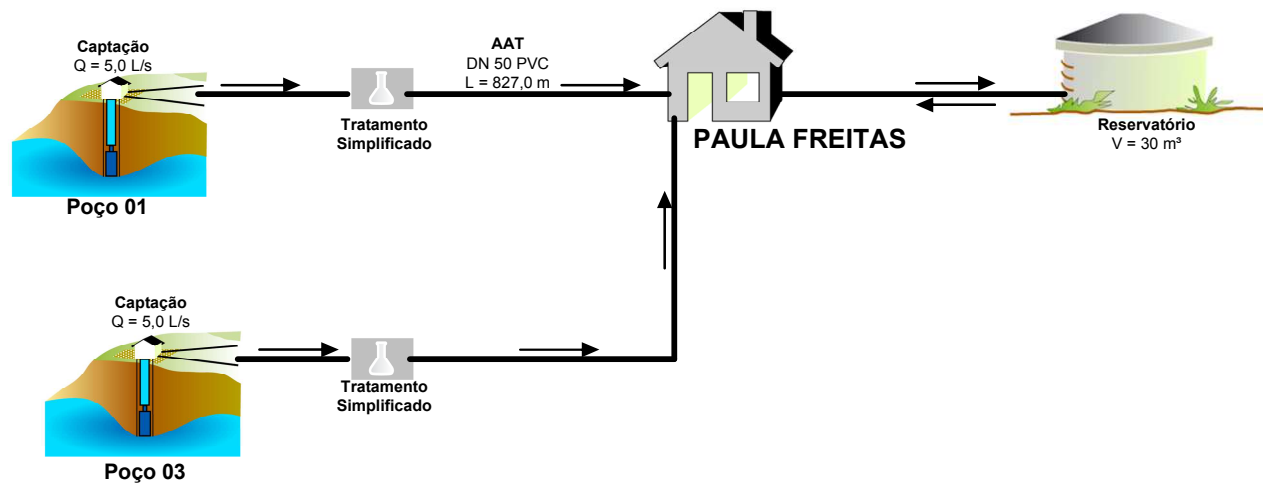 Captação
Q = 5,0 L/s
Poço 01
Tratamento
Simplificado
AAT
DN 50 PVC
L = 827,0 m
PAULA FREITAS
Reservatório
V = 30 m³
Captação
Q = 5,0 L/s
Poço 03
Tratamento
Simplificado